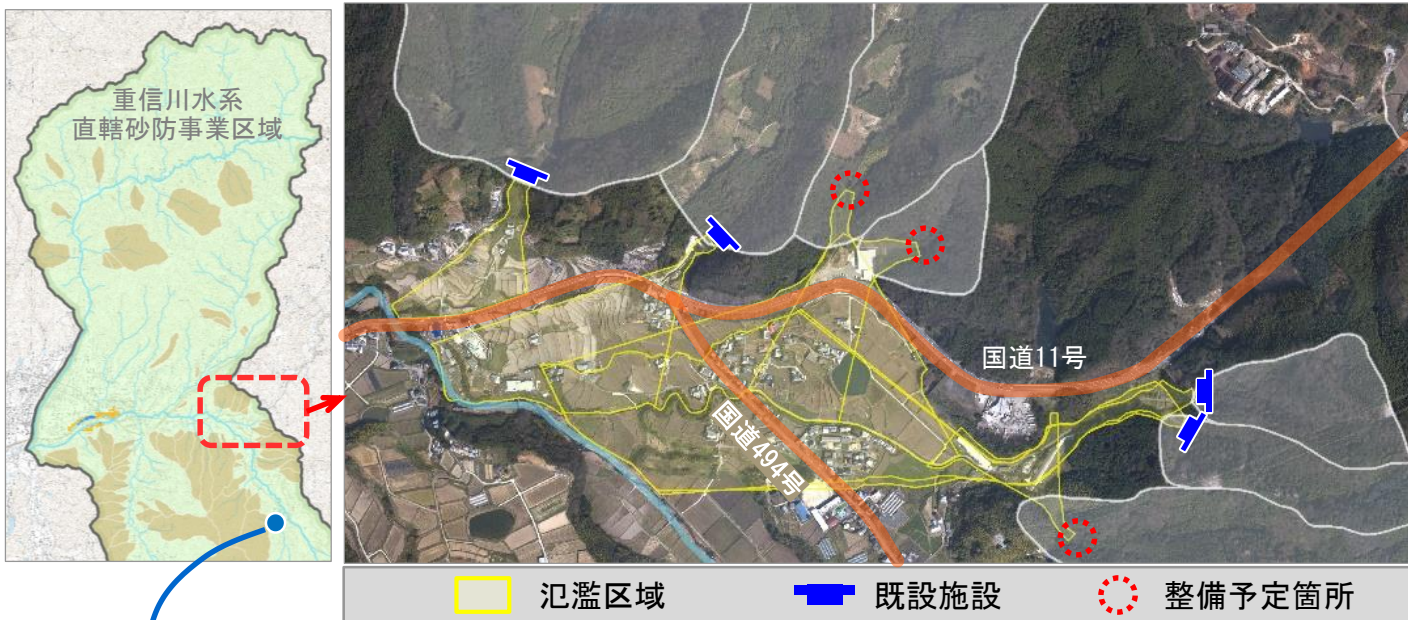 重信川水系
直轄砂防事業区域
国道11号
国道494号
氾濫区域
既設施設
整備予定箇所